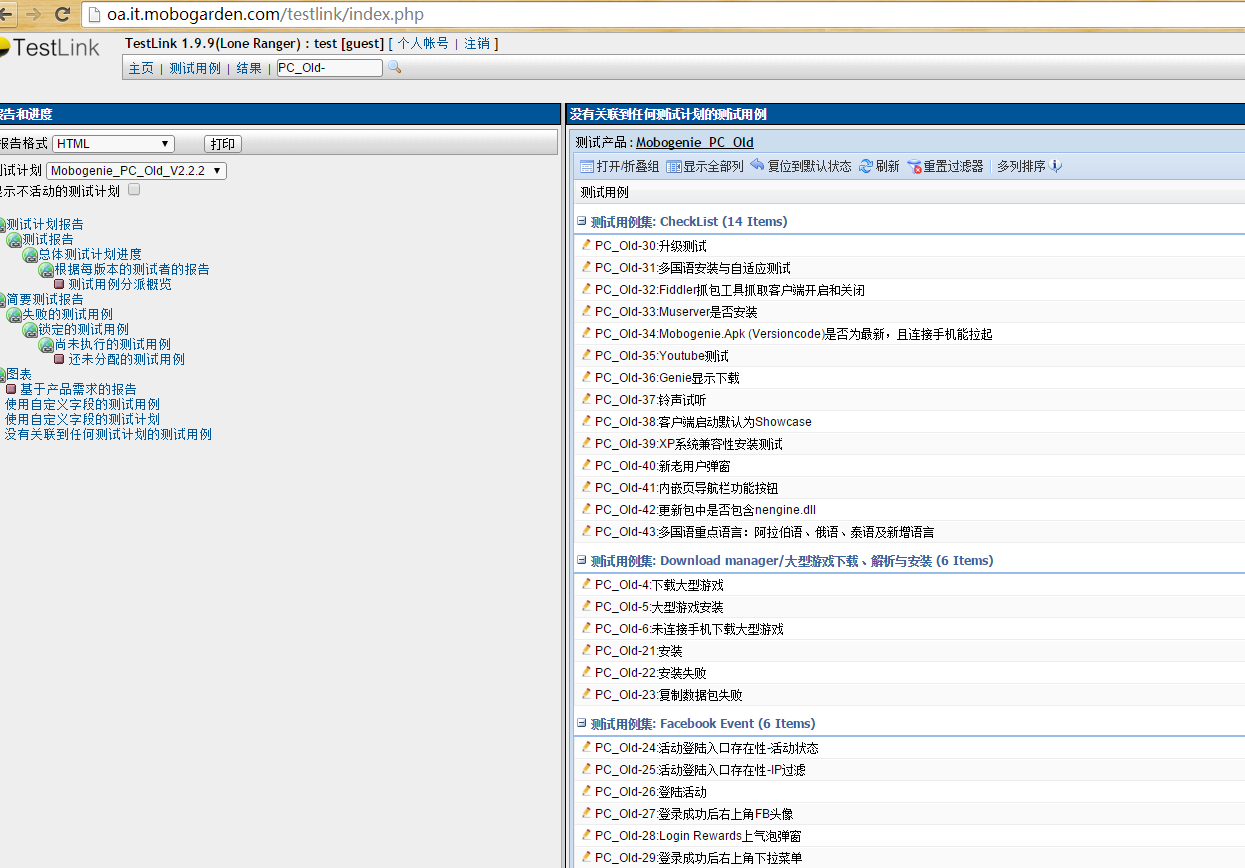 oa.it.mobogarden.com/testlink/index.php
TestLink
TestLink 1.9.9(Lone Ranger) : test [guest] [ 个人帐号 | 注销 ]
主页 | 测试用例 | 结果 | PC_Old-
报告和进度
报告格式 HTML 打印
测试计划 Mobogenie_PC_Old_V2.2.2
显示不活动的测试计划
测试计划报告
测试报告
总体测试计划进度
根据每版本的测试者的报告
测试用例分派概览
简要测试报告
失败的测试用例
锁定的测试用例
尚未执行的测试用例
还未分配的测试用例
图表
基于产品需求的报告
使用自定义字段的测试用例
使用自定义字段的测试计划
没有关联到任何测试计划的测试用例
没有关联到任何测试计划的测试用例
测试产品 : Mobogenie_PC_Old
打开/折叠组 显示全部列 复位到默认状态 刷新 重置过滤器 多列排序
测试用例
测试用例集: CheckList (14 Items)
PC_Old-30:升级测试
PC_Old-31:多国语安装与自适应测试
PC_Old-32:Fiddler抓包工具抓取客户端开启和关闭
PC_Old-33:Muserver是否安装
PC_Old-34:Mobogenie.Apk (Versioncode)是否为最新，且连接手机能拉起
PC_Old-35:Youtube测试
PC_Old-36:Genie显示下载
PC_Old-37:铃声试听
PC_Old-38:客户端启动默认为Showcase
PC_Old-39:XP系统兼容性安装测试
PC_Old-40:新老用户弹窗
PC_Old-41:内嵌页导航栏功能按钮
PC_Old-42:更新包中是否包含nengine.dll
PC_Old-43:多国语重点语言：阿拉伯语、俄语、泰语及新增语言
测试用例集: Download manager/大型游戏下载、解析与安装 (6 Items)
PC_Old-4:下载大型游戏
PC_Old-5:大型游戏安装
PC_Old-6:未连接手机下载大型游戏
PC_Old-21:安装
PC_Old-22:安装失败
PC_Old-23:复制数据包失败
测试用例集: Facebook Event (6 Items)
PC_Old-24:活动登陆入口存在性-活动状态
PC_Old-25:活动登陆入口存在性-IP过滤
PC_Old-26:登陆活动
PC_Old-27:登录成功后右上角FB头像
PC_Old-28:Login Rewards上气泡弹窗
PC_Old-29:登录成功后右上角下拉菜单